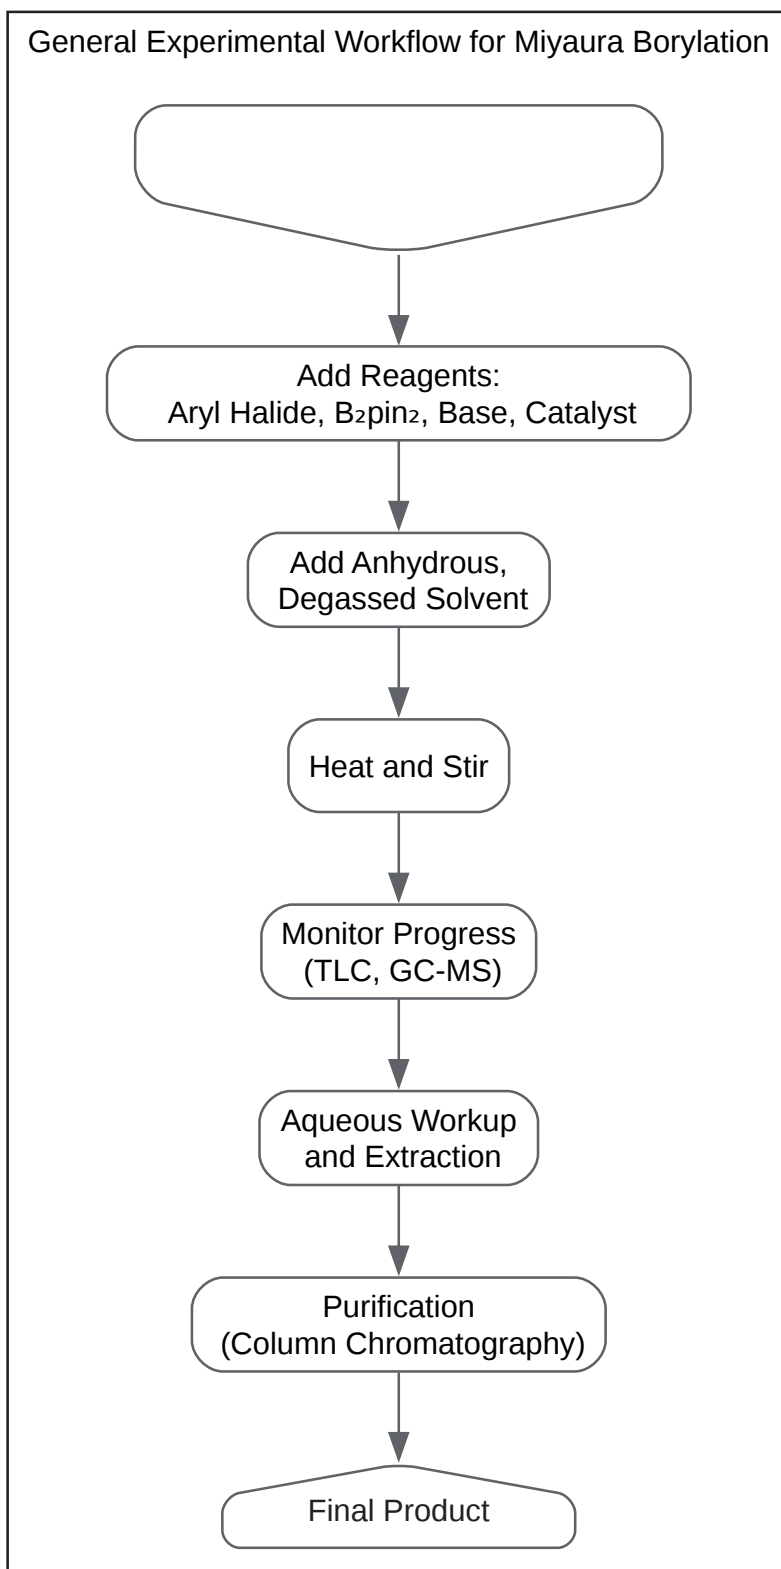 General Experimental Workflow for Miyaura Borylation
Add Reagents:
Aryl Halide, B₂pin₂, Base, Catalyst
Add Anhydrous,
Degassed Solvent
Heat and Stir
Monitor Progress
(TLC, GC-MS)
Aqueous Workup
and Extraction
Purification
(Column Chromatography)
Final Product